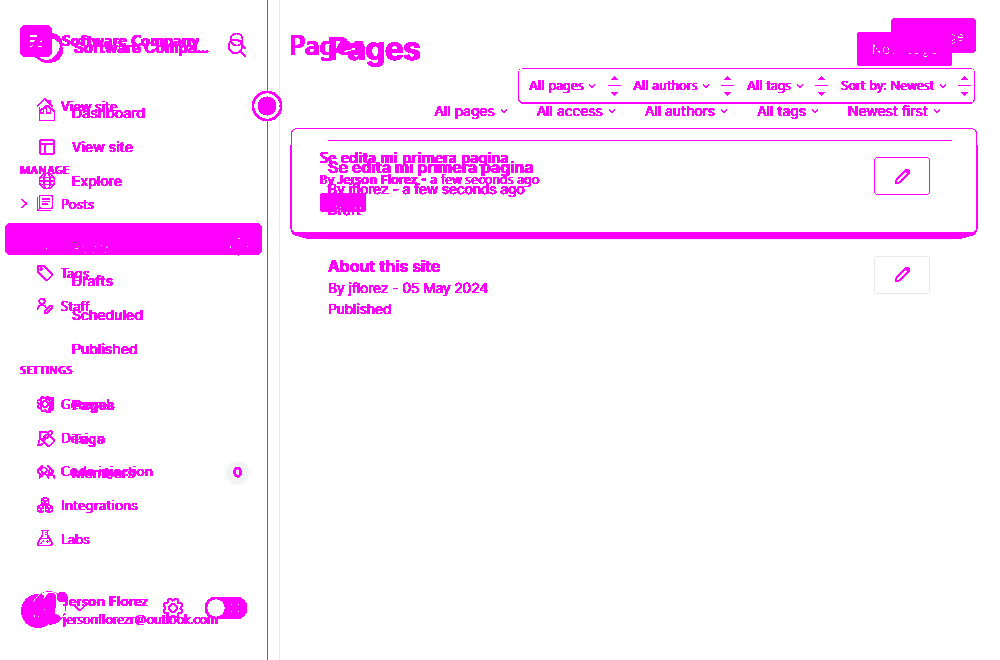 Software Company
Software Compa...
View site
Dashboard
View site
MANAGE
Explore
Posts
Tags
Drafts
Staff
Scheduled
Published
SETTINGS
General
Pages
Design
Tags
Code injection
Members
0
Integrations
Labs
Jerson Florez
jersonflorezr@outlook.com
Pages
Pages
All pages
All authors
All tags
Sort by: Newest
All pages
All access
All authors
All tags
Newest first
Se edita mi primera pagina
Se edita mi primera pagina
By Jerson Florez • a few seconds ago
By jflorez - a few seconds ago
Draft
About this site
By jflorez - 05 May 2024
Published